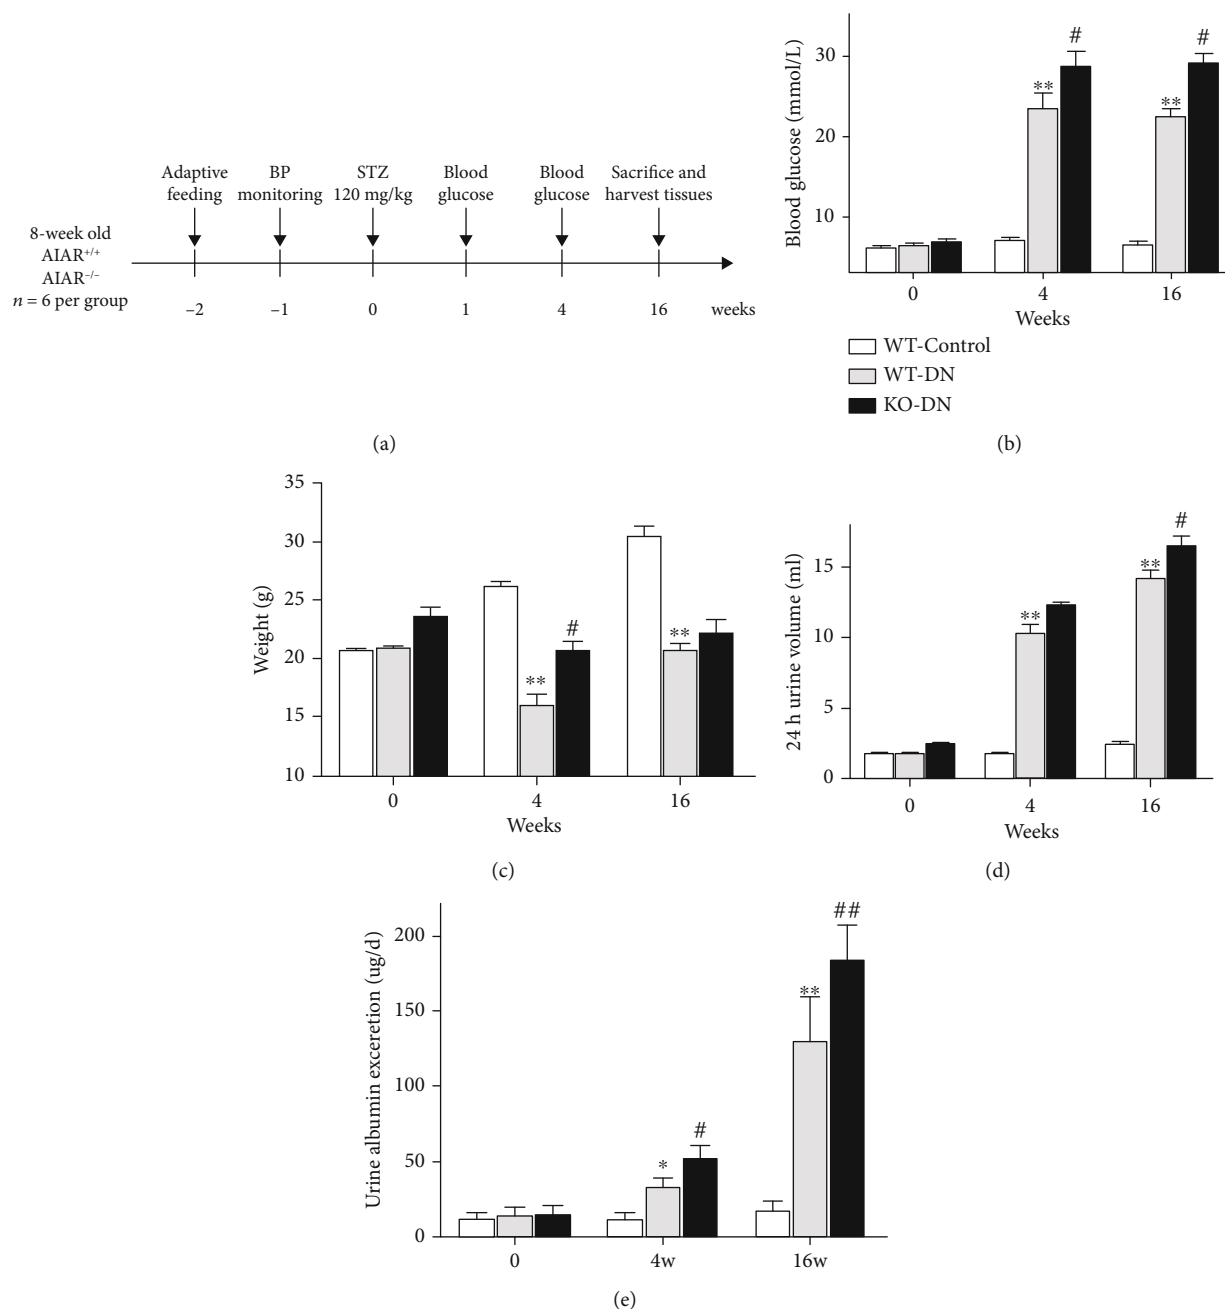 Adaptive feeding
BP monitoring
STZ 120 mg/kg
Blood glucose
Blood glucose
Sacrifice and harvest tissues
8-week old
AIAR+/+
AIAR−/−
n = 6 per group
−2 −1 0 1 4 16 weeks
(a)
Blood glucose (mmol/L)
30
20
10
# #
** **
0 4 16
Weeks
WT-Control
WT-DN
KO-DN
(b)
Weight (g)
35
30
25
20
15
10
**
#
**
0 4 16
Weeks
(c)
24 h urine volume (ml)
15
10
5
0
**
**
#
0 4 16
Weeks
(d)
Urine albumin exceretion (ug/d)
200
150
100
50
0
*
#
**
##
0 4w 16w
(e)